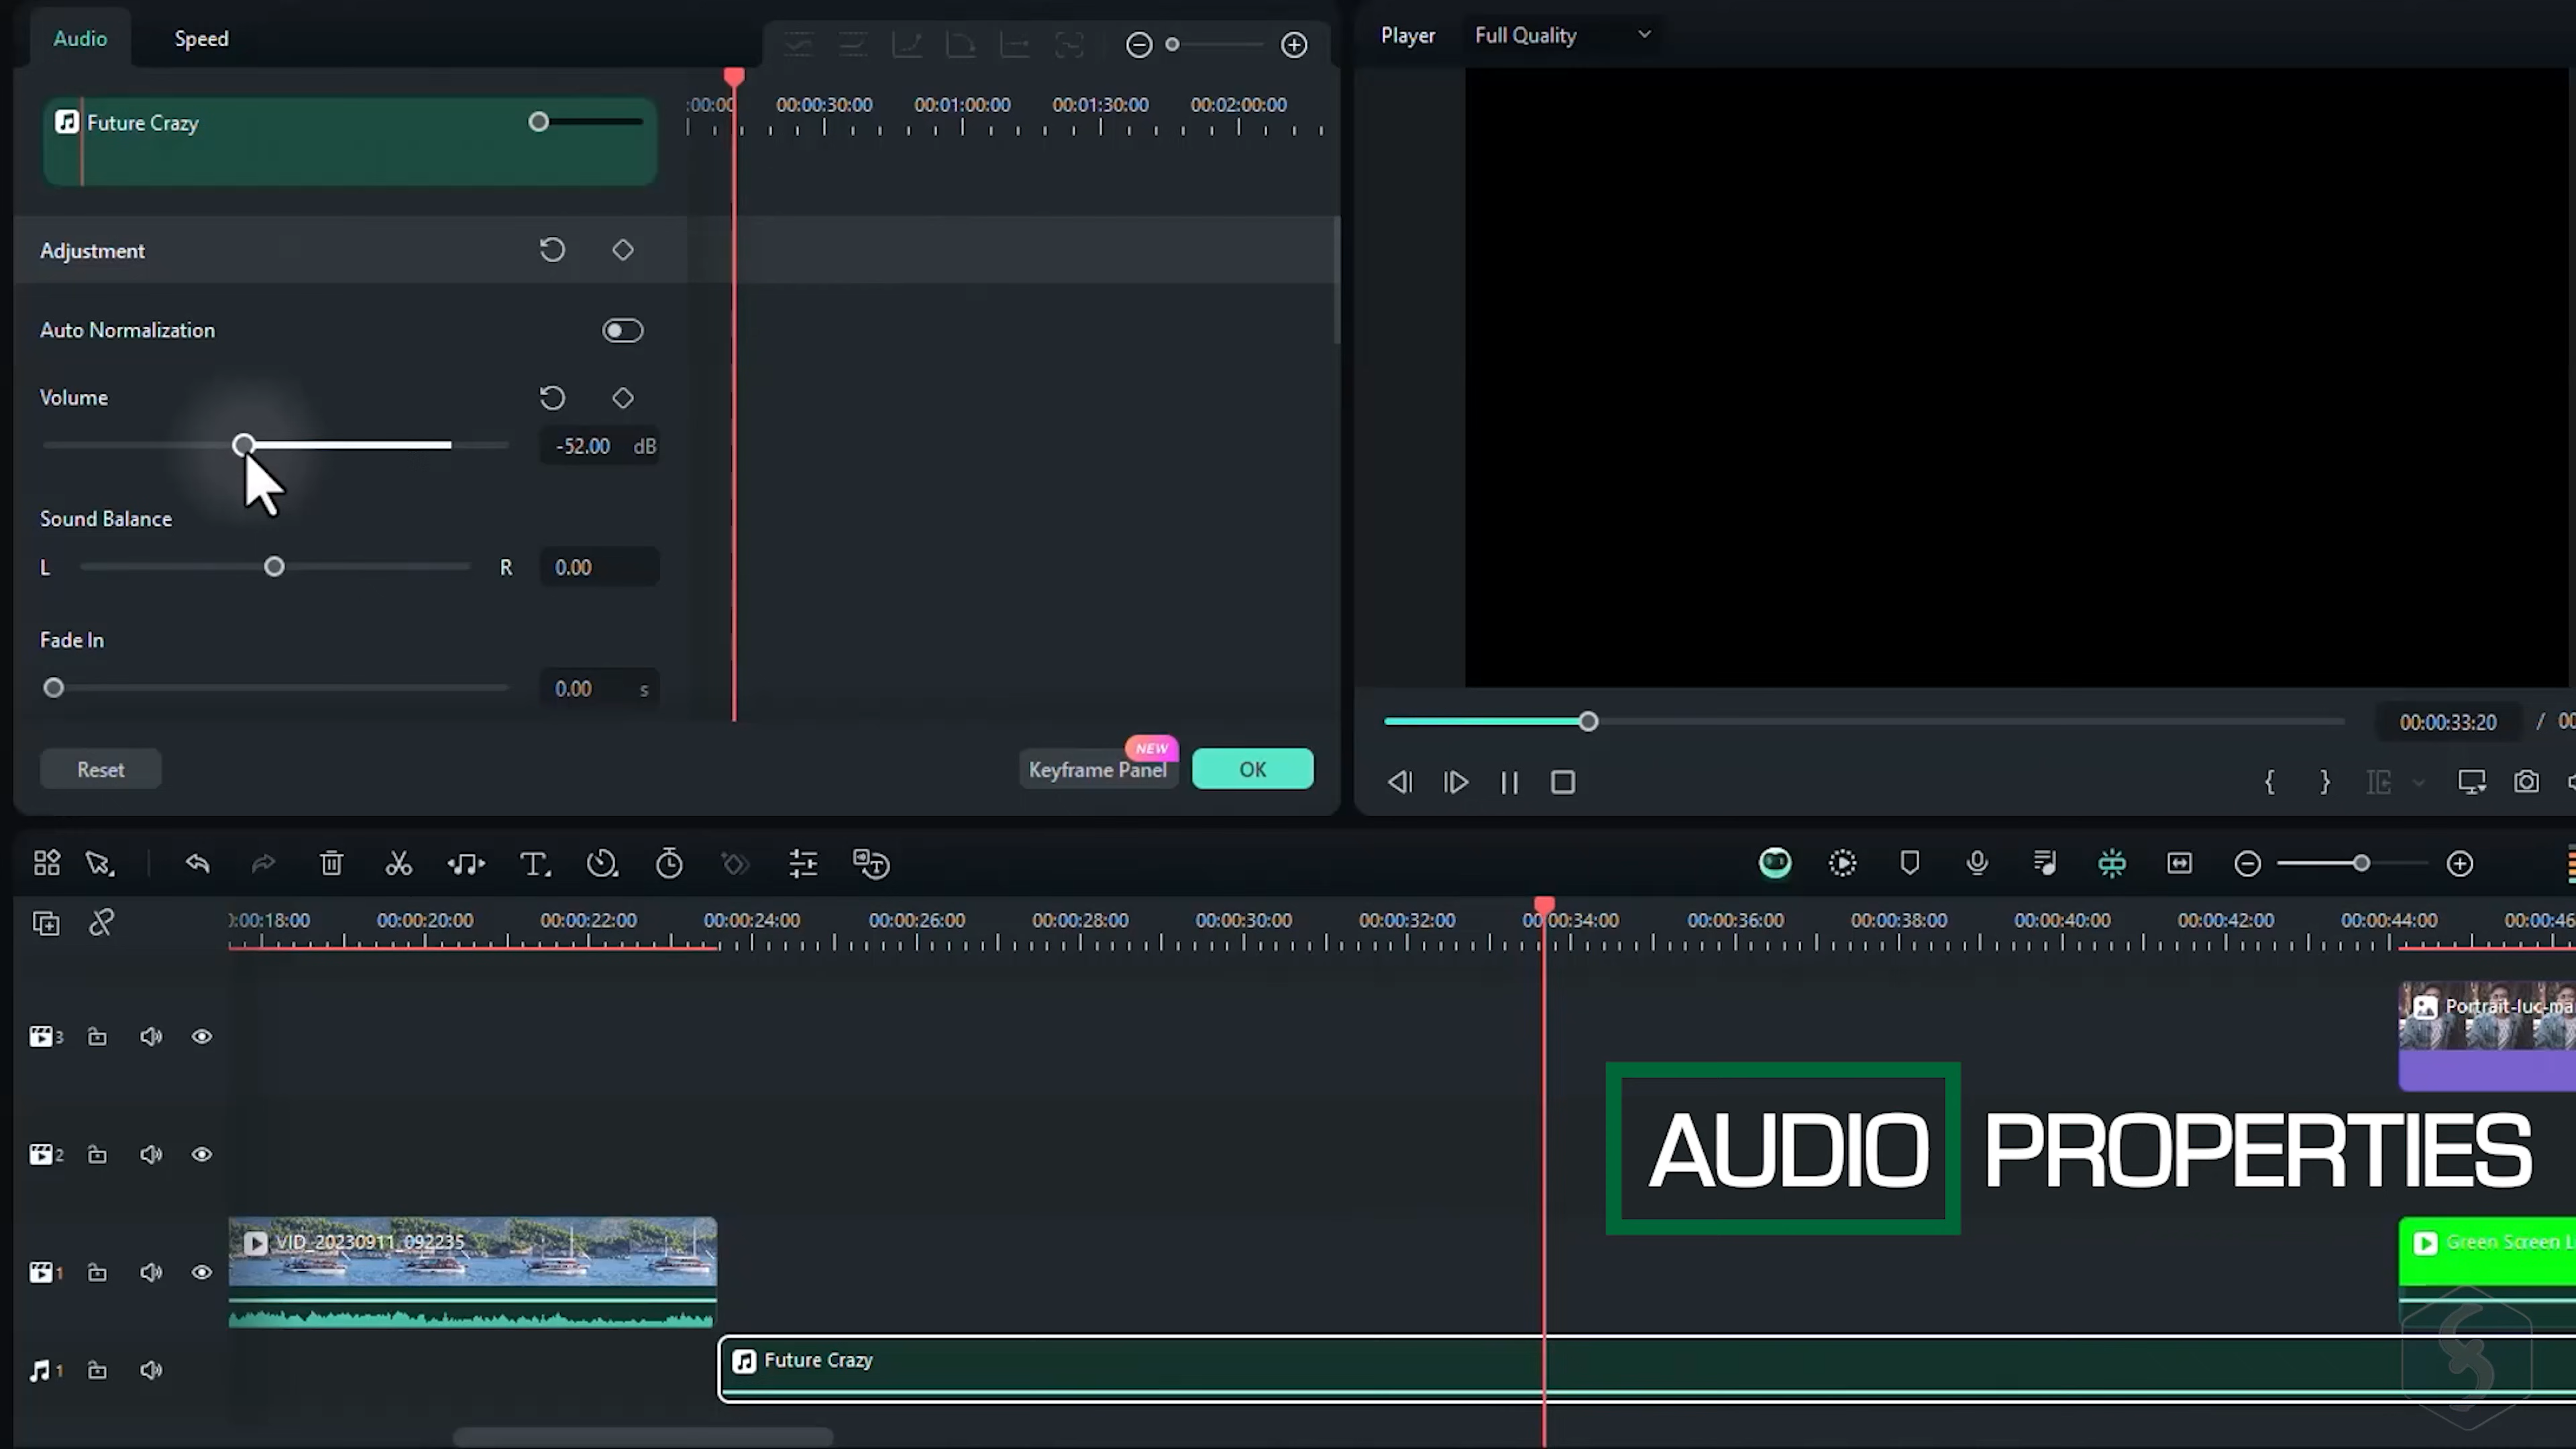 Audio
Speed
Future Crazy
:00:00
00:00:30:00
00:01:00:00
00:01:30:00
00:02:00:00
Adjustment
Auto Normalization
Volume
-52.00 dB
Sound Balance
L
R
0.00
Fade In
0.00 s
Reset
Keyframe Panel
NEW
OK
Player
Full Quality
00:00:33:20 / 00
:00:18:00
00:00:20:00
00:00:22:00
00:00:24:00
00:00:26:00
00:00:28:00
00:00:30:00
00:00:32:00
00:00:34:00
00:00:36:00
00:00:38:00
00:00:40:00
00:00:42:00
00:00:44:00
00:00:46
3
Portrait-luc-ma
AUDIO PROPERTIES
2
1
VID_20230911_092235
Green Screen L
1
Future Crazy